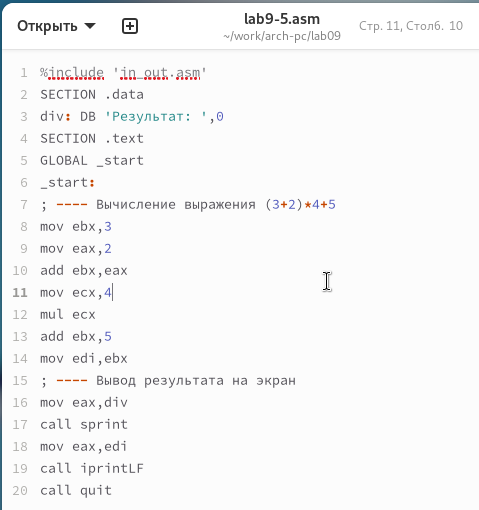 Открыть
lab9-5.asm
~/work/arch-pc/lab09
Стр. 11, Столб. 10
1 %include 'in_out.asm'
2 SECTION .data
3 div: DB 'Результат: ',0
4 SECTION .text
5 GLOBAL _start
6 _start:
7 ; ---- Вычисление выражения (3+2)*4+5
8 mov ebx,3
9 mov eax,2
10 add ebx,eax
11 mov ecx,4
12 mul ecx
13 add ebx,5
14 mov edi,ebx
15 ; ---- Вывод результата на экран
16 mov eax,div
17 call sprint
18 mov eax,edi
19 call iprintLF
20 call quit